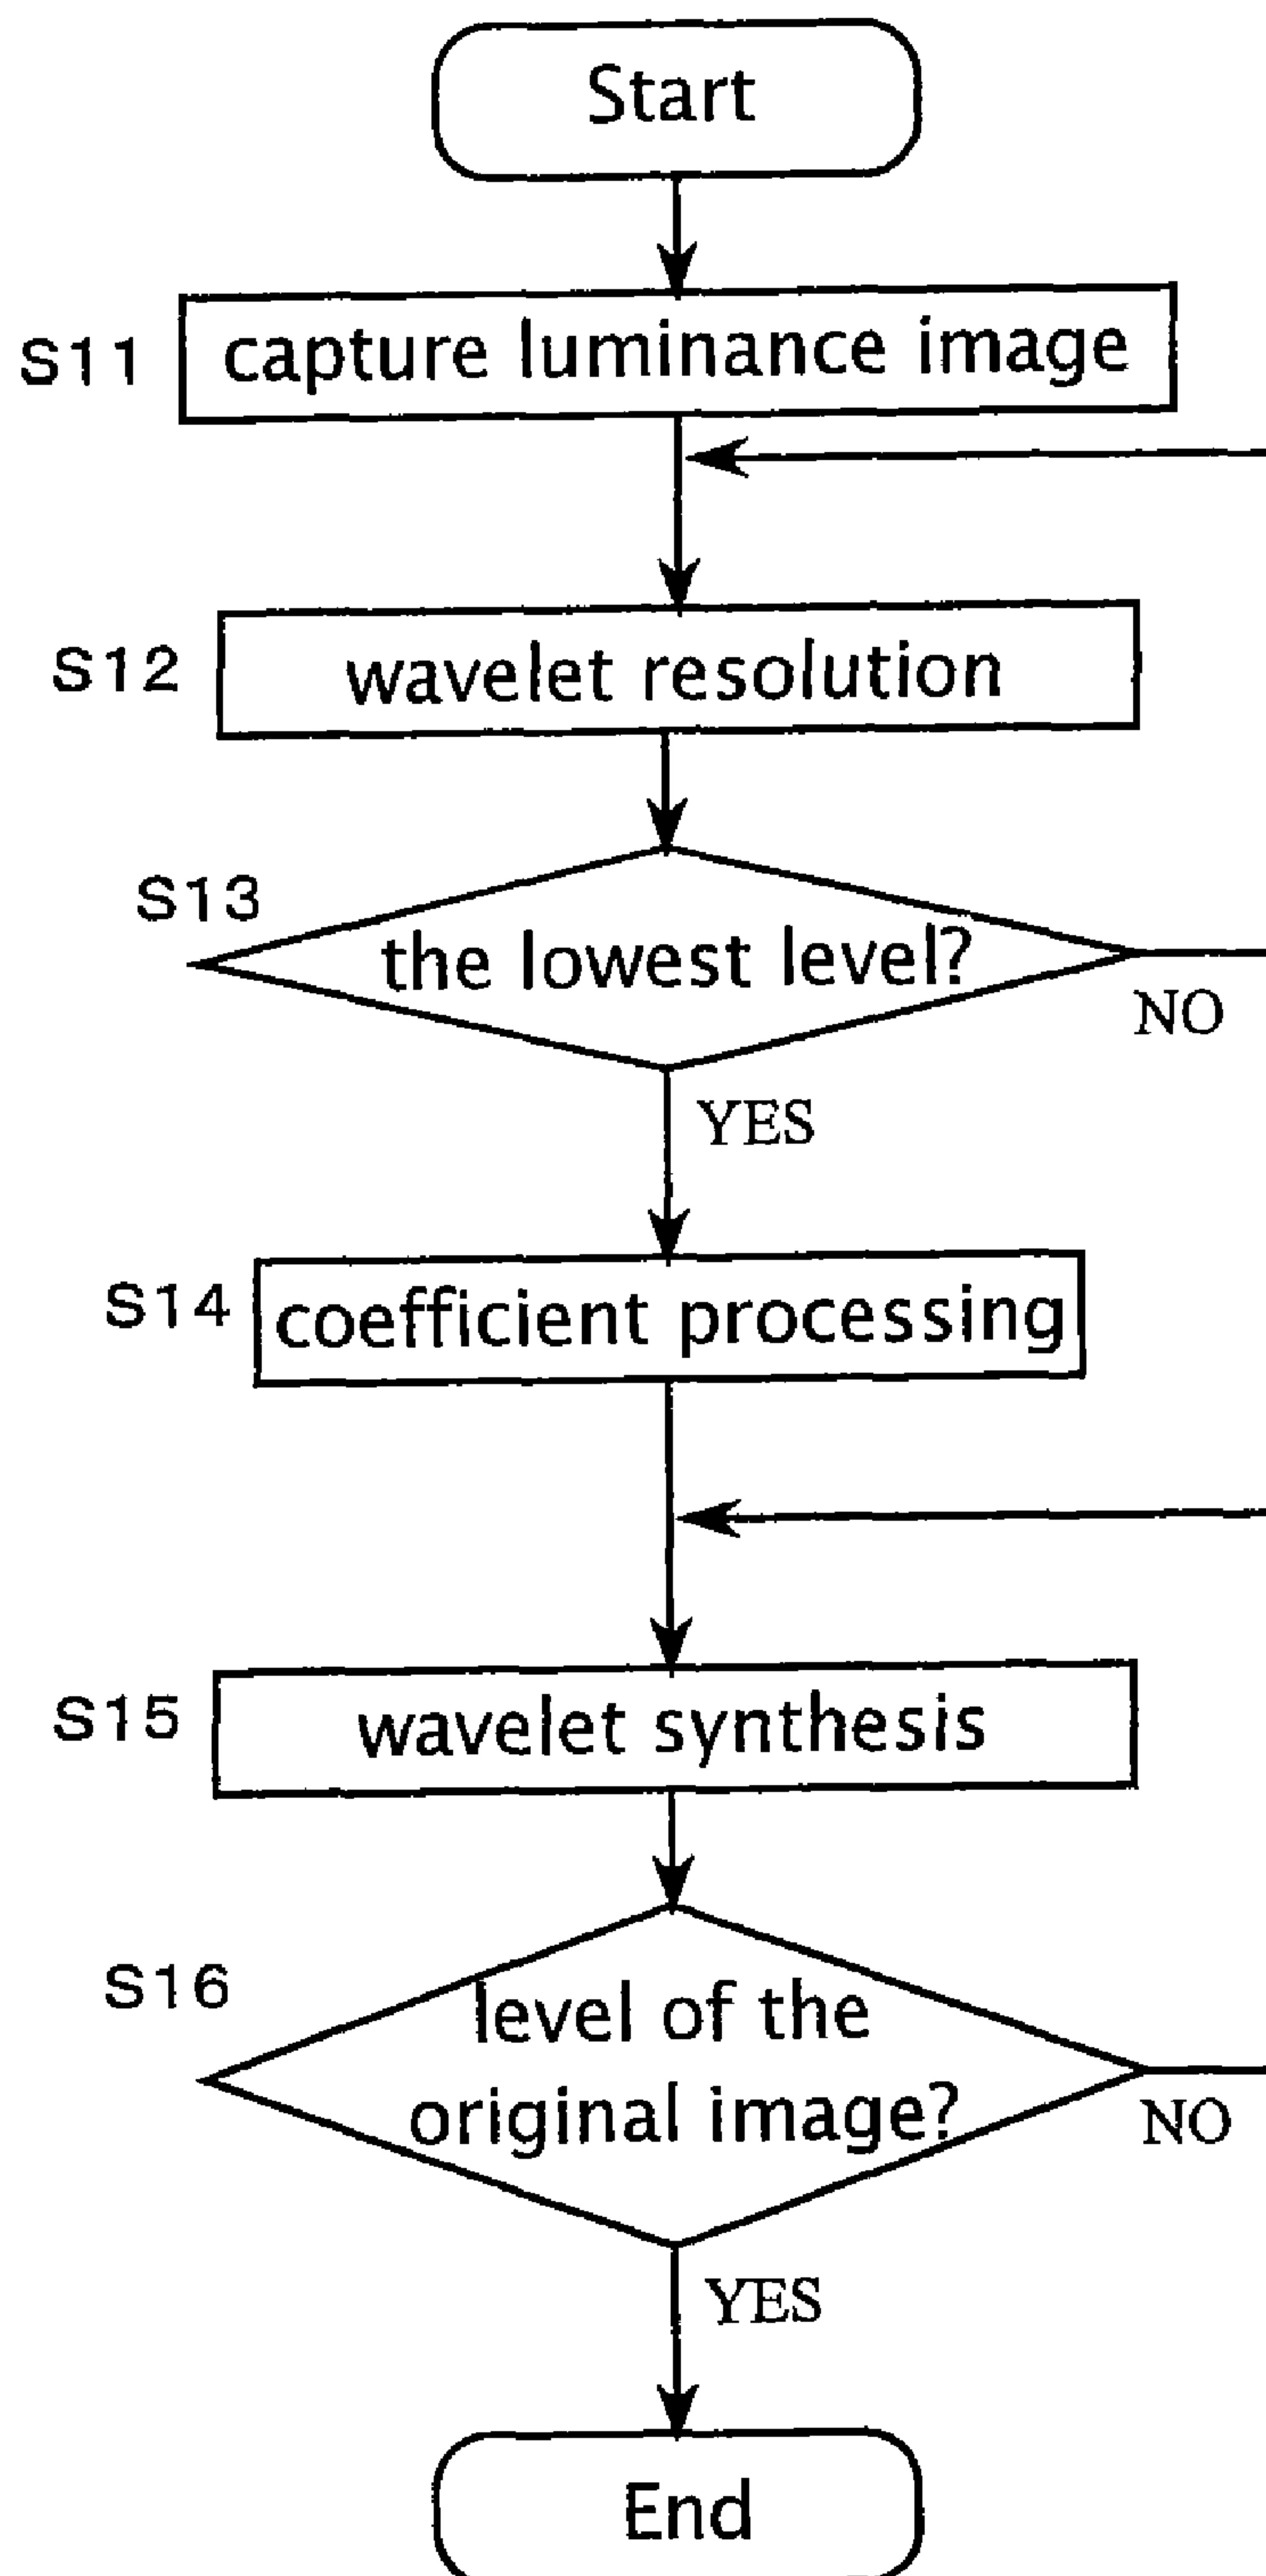 Start
S11
capture luminance image
S12
wavelet resolution
S13
the lowest level?
NO
YES
S14
coefficient processing
S15
wavelet synthesis
S16
level of the
original image?
NO
YES
End